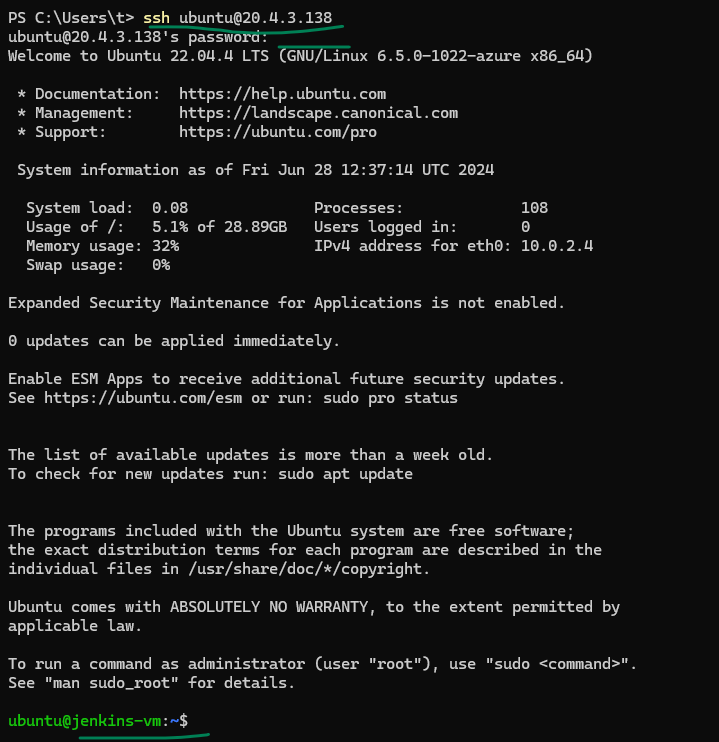 PS C:\Users\t> ssh ubuntu@20.4.3.138
ubuntu@20.4.3.138's password:
Welcome to Ubuntu 22.04.4 LTS (GNU/Linux 6.5.0-1022-azure x86_64)
* Documentation:  https://help.ubuntu.com
* Management:     https://landscape.canonical.com
* Support:        https://ubuntu.com/pro
System information as of Fri Jun 28 12:37:14 UTC 2024
System load:  0.08              Processes:             108
Usage of /:   5.1% of 28.89GB   Users logged in:       0
Memory usage: 32%               IPv4 address for eth0: 10.0.2.4
Swap usage:   0%
Expanded Security Maintenance for Applications is not enabled.
0 updates can be applied immediately.
Enable ESM Apps to receive additional future security updates.
See https://ubuntu.com/esm or run: sudo pro status
The list of available updates is more than a week old.
To check for new updates run: sudo apt update
The programs included with the Ubuntu system are free software;
the exact distribution terms for each program are described in the
individual files in /usr/share/doc/*/copyright.
Ubuntu comes with ABSOLUTELY NO WARRANTY, to the extent permitted by
applicable law.
To run a command as administrator (user "root"), use "sudo <command>".
See "man sudo_root" for details.
ubuntu@jenkins-vm:~$